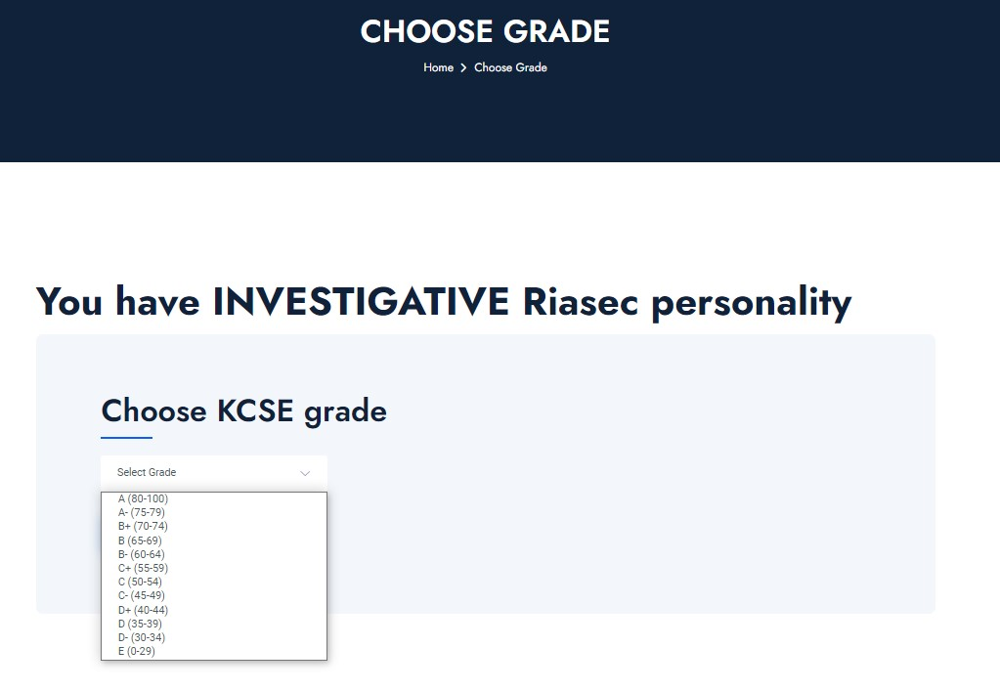 CHOOSE GRADE
Home > Choose Grade
You have INVESTIGATIVE Riasec personality
Choose KCSE grade
Select Grade
A (80-100)
A- (75-79)
B+ (70-74)
B (65-69)
B- (60-64)
C+ (55-59)
C (50-54)
C- (45-49)
D+ (40-44)
D (35-39)
D- (30-34)
E (0-29)